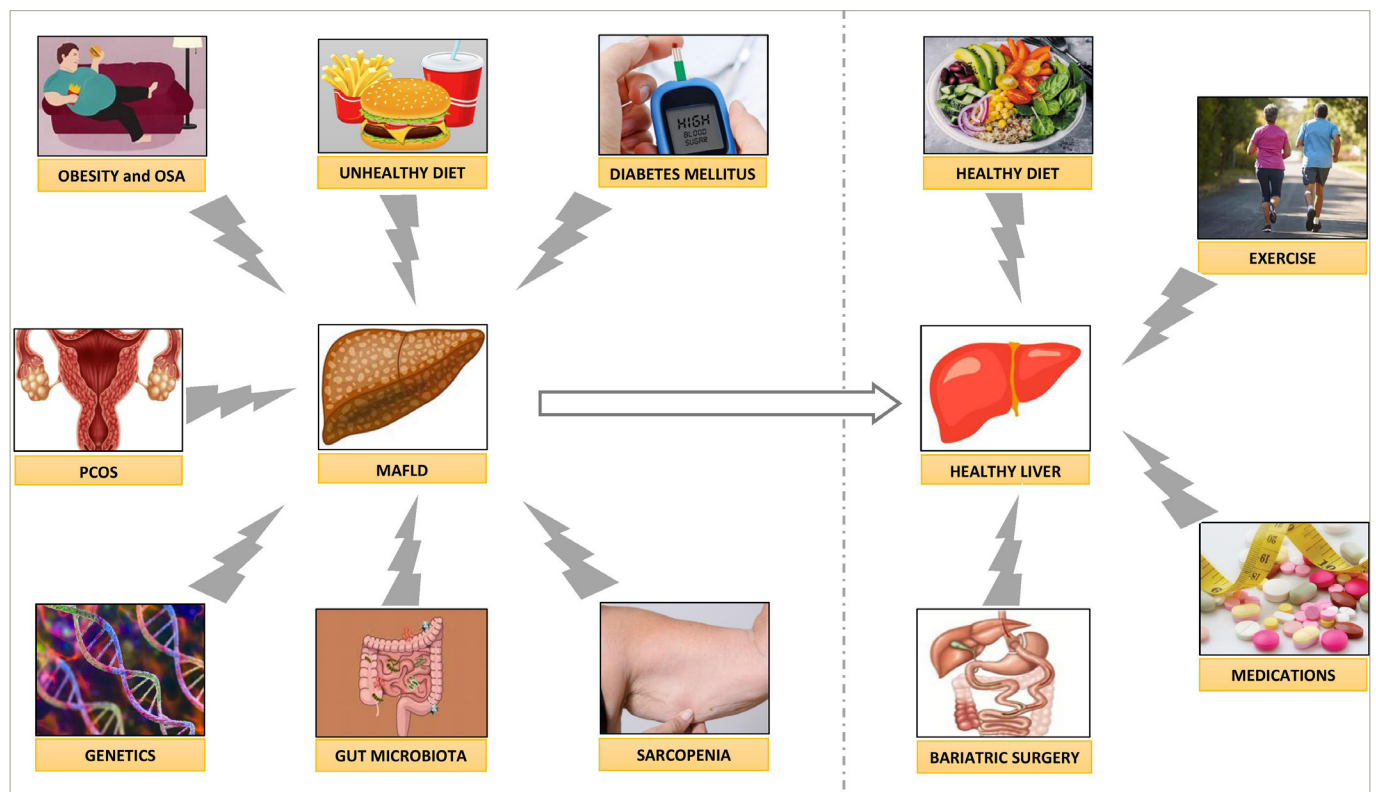 OBESITY and OSA
UNHEALTHY DIET
HIGH
BLOOD
SUGAR
DIABETES MELLITUS
HEALTHY DIET
EXERCISE
PCOS
MAFLD
HEALTHY LIVER
GENETICS
GUT MICROBIOTA
SARCOPENIA
BARIATRIC SURGERY
MEDICATIONS